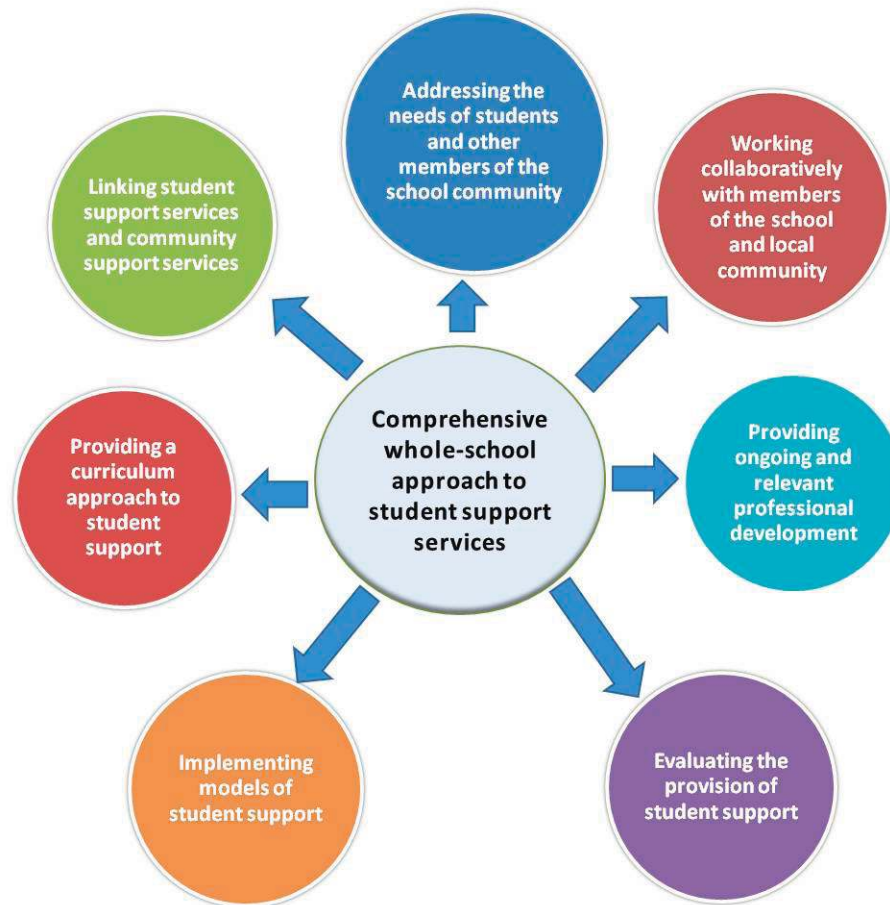 Addressing the
needs of students
and other
members of the
school community
Working
collaboratively
with members
of the school
and local
community
Providing
ongoing and
relevant
professional
development
Evaluating the
provision of
student support
Implementing
models of
student support
Providing a
curriculum
approach to
student
support
Linking student
support services
and community
support services
Comprehensive
whole-school
approach to
student support
services